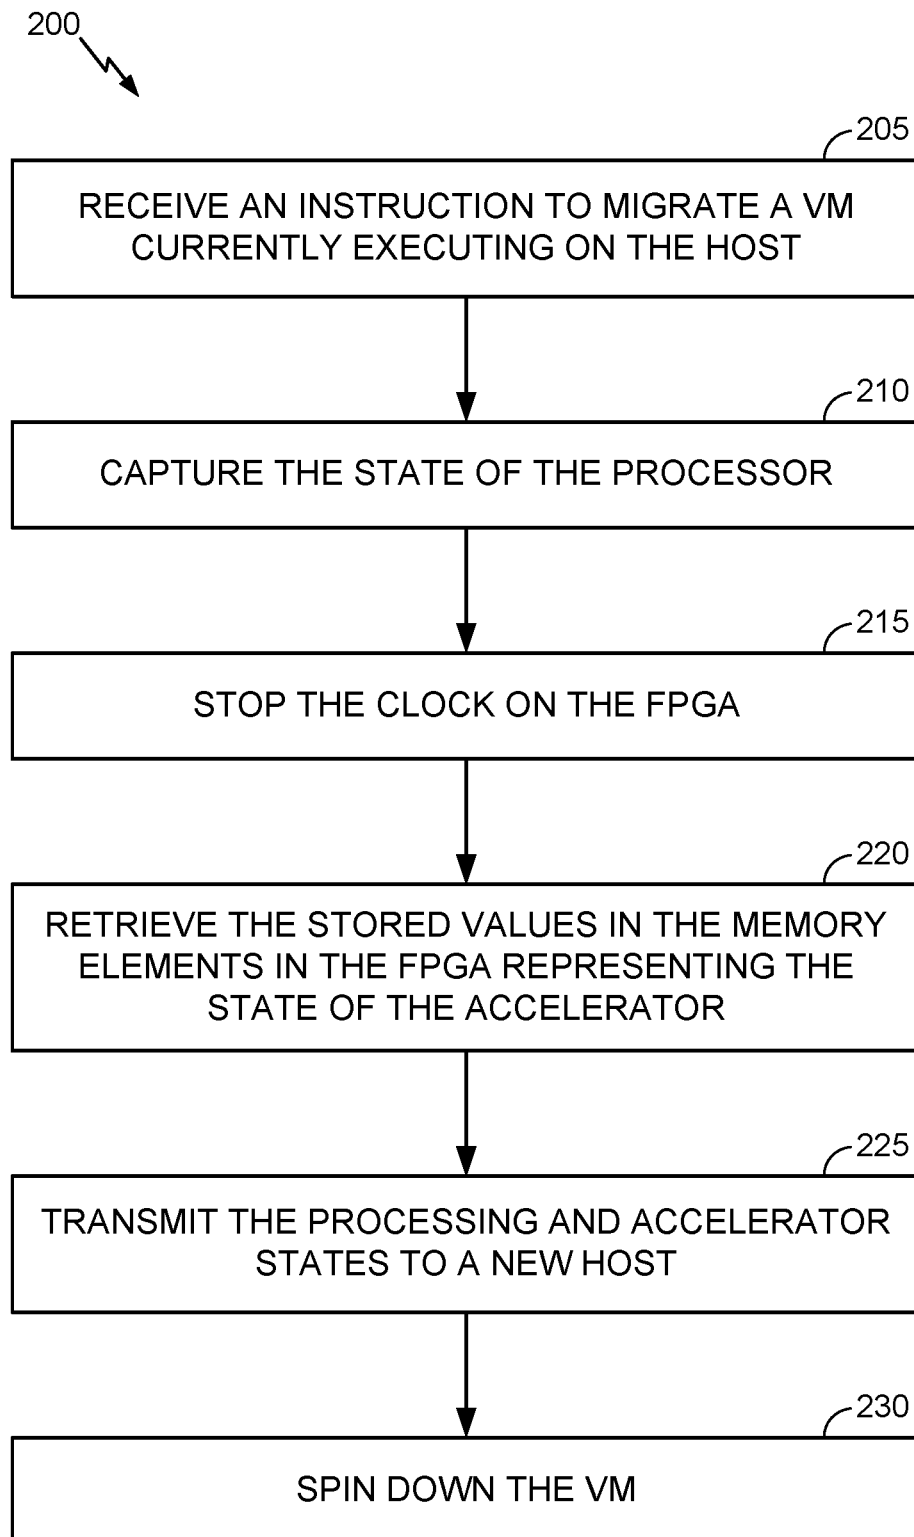 200
205
RECEIVE AN INSTRUCTION TO MIGRATE A VM
CURRENTLY EXECUTING ON THE HOST
210
CAPTURE THE STATE OF THE PROCESSOR
215
STOP THE CLOCK ON THE FPGA
220
RETRIEVE THE STORED VALUES IN THE MEMORY
ELEMENTS IN THE FPGA REPRESENTING THE
STATE OF THE ACCELERATOR
225
TRANSMIT THE PROCESSING AND ACCELERATOR
STATES TO A NEW HOST
230
SPIN DOWN THE VM